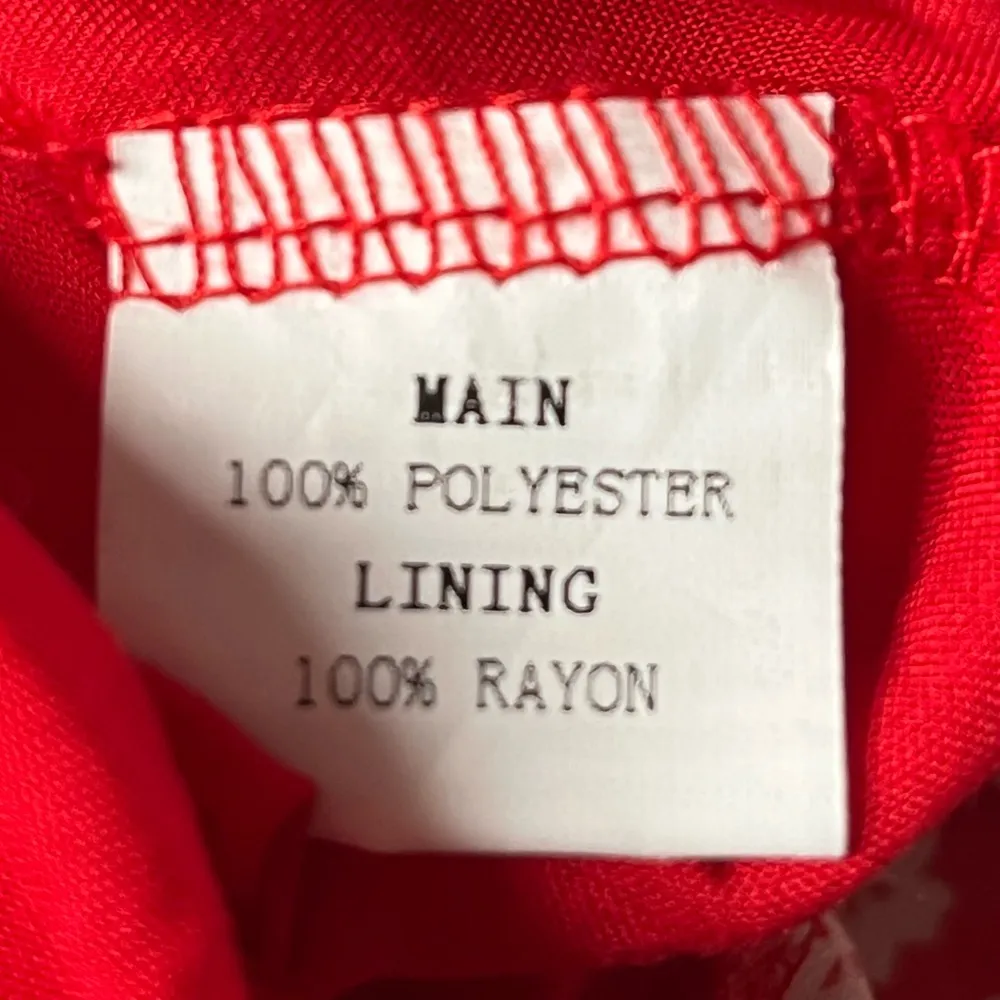 MAIN
100% POLYESTER
LINING
100% RAYON